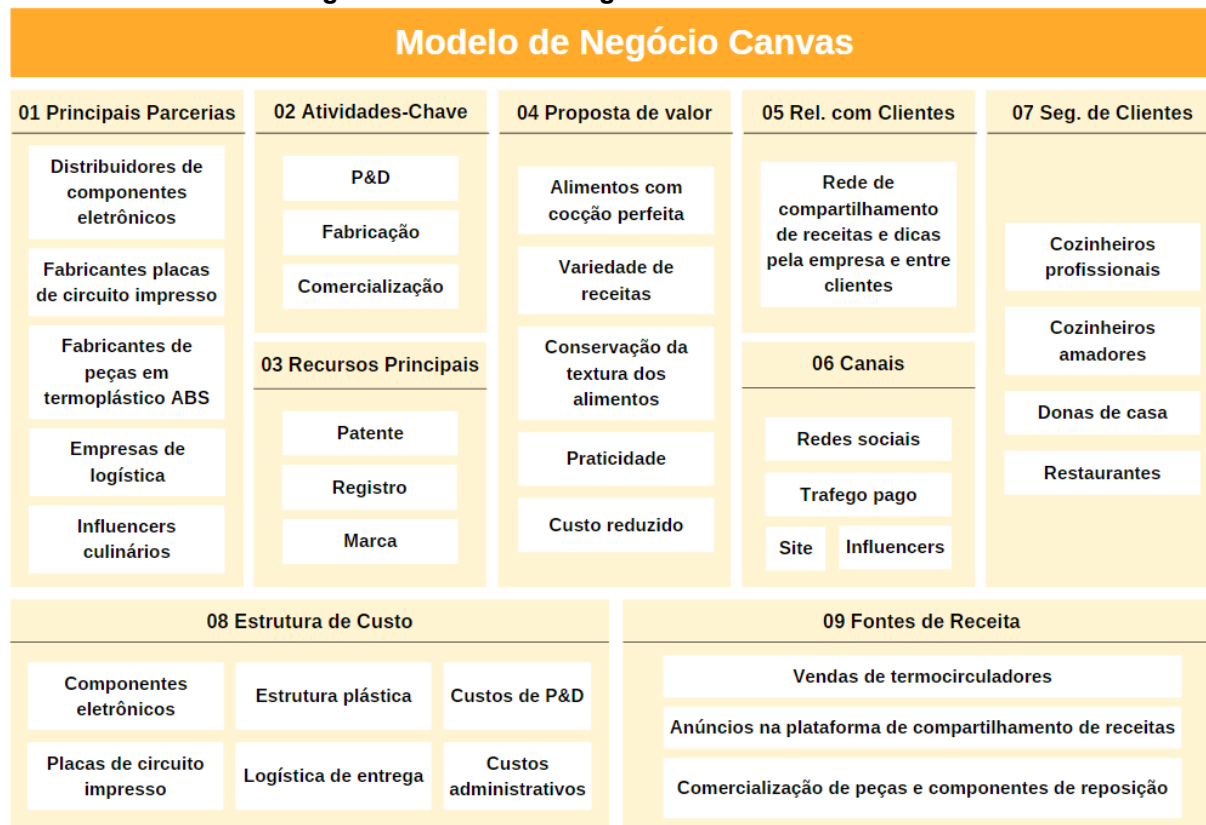 Modelo de Negócio Canvas
01 Principais Parcerias
Distribuidores de
componentes
eletrônicos
Fabricantes placas
de circuito impresso
Fabricantes de
peças em
termoplástico ABS
Empresas de
logística
Influencers
culinários
02 Atividades-Chave
P&D
Fabricação
Comercialização
03 Recursos Principais
Patente
Registro
Marca
04 Proposta de valor
Alimentos com
cocção perfeita
Variedade de
receitas
Conservação da
textura dos
alimentos
Praticidade
Custo reduzido
05 Rel. com Clientes
Rede de
compartilhamento
de receitas e dicas
pela empresa e entre
clientes
06 Canais
Redes sociais
Trafego pago
Site
Influencers
07 Seg. de Clientes
Cozinheiros
profissionais
Cozinheiros
amadores
Donas de casa
Restaurantes
08 Estrutura de Custo
Componentes
eletrônicos
Estrutura plástica
Custos de P&D
Placas de circuito
impresso
Logística de entrega
Custos
administrativos
09 Fontes de Receita
Vendas de termocirculadores
Anúncios na plataforma de compartilhamento de receitas
Comercialização de peças e componentes de reposição